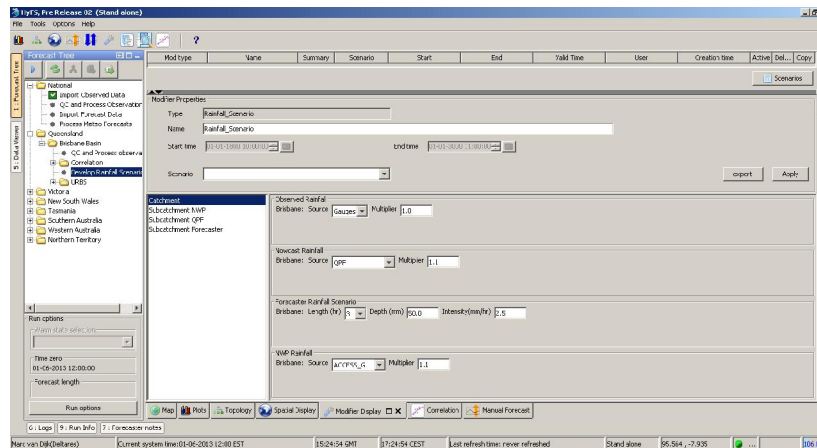 HyFS, Pre Release 02 (Stand alone)
File Tools Options Help
?
Forecast Tree
1 : Forecast Tree
5 : Data Viewer
National
Import Observed Data
QC and Process Observation
Import Forecast Data
Process Meteo Forecasts
Queensland
Brisbane Basin
QC and Process observa
Correlation
Develop Rainfall Scenario
URBS
Victoria
New South Wales
Tasmania
Southern Australia
Western Australia
Northern Territory
Run options
Warm state selection
Time zero
01-06-2013 12:00:00
Forecast length
Run options
Mod type Name Summary Scenario Start End Valid Time User Creation time Active Del... Copy
Scenarios
Modifier Properties
Type Rainfall_Scenario
Name Rainfall_Scenario
Start time End time
Scenario export Apply
Catchment
Subcatchment NWP
Subcatchment QPF
Subcatchment Forecaster
Observed Rainfall
Brisbane: Source Gauges Multiplier 1.0
Nowcast Rainfall
Brisbane: Source QPF Multiplier 1.1
Forecaster Rainfall Scenario
Brisbane: Length (hr) 3 Depth (mm) 50.0 Intensity(mm/hr) 2.5
NWP Rainfall
Brisbane: Source ACCESS_G Multiplier 1.1
Map Plots Topology Spatial Display Modifier Display Correlation Manual Forecast
6 : Logs 9 : Run Info 7 : Forecaster notes
Marc van Dijk(Deltares) Current system time:01-06-2013 12:00 EST 15:24:54 GMT 17:24:54 CEST Last refresh time: never refreshed Stand alone 95.564 , -7.935 ... 106